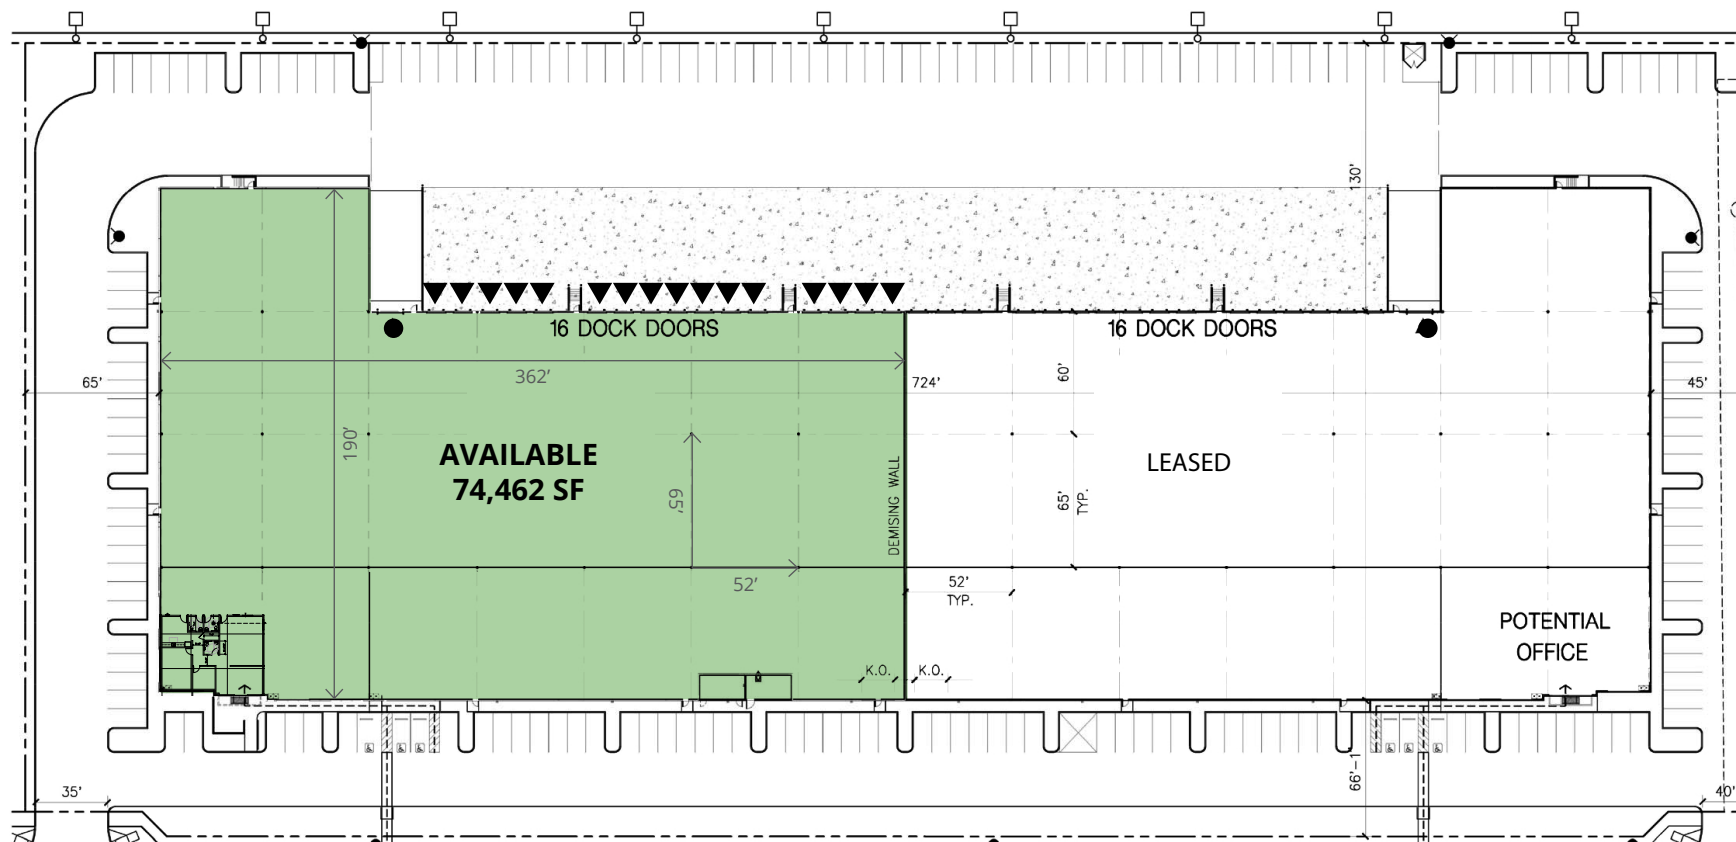 130'
16 DOCK DOORS
16 DOCK DOORS
65'
362'
724'
60'
45'
190'
AVAILABLE
74,462 SF
65'
DEMISING WALL
LEASED
65'
TYP.
52'
52'
TYP.
K.O.
K.O.
POTENTIAL
OFFICE
35'
66'-1"
40'